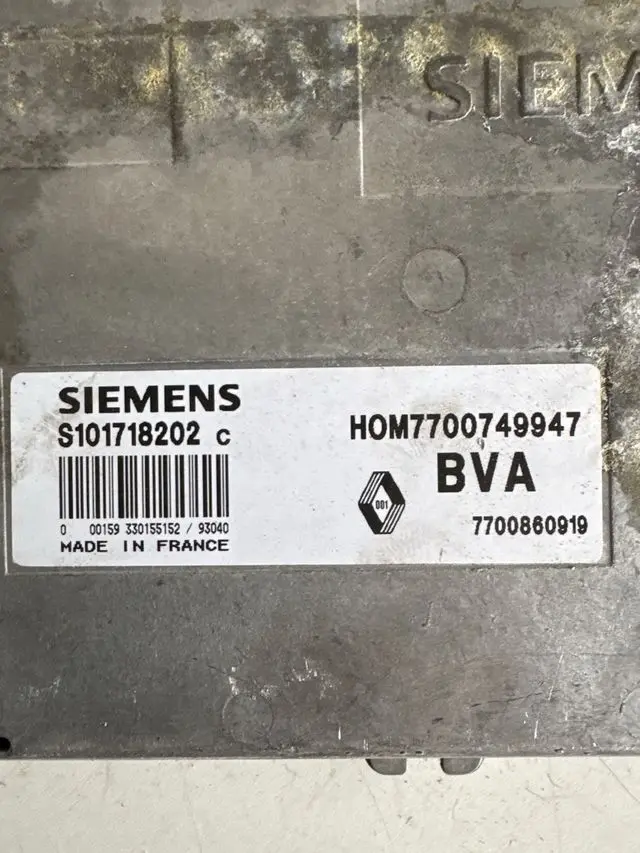 SIEM
SIEMENS
S101718202 C
HOM7700749947
BVA
001
0 00159 330155152 / 93040
7700860919
MADE IN FRANCE